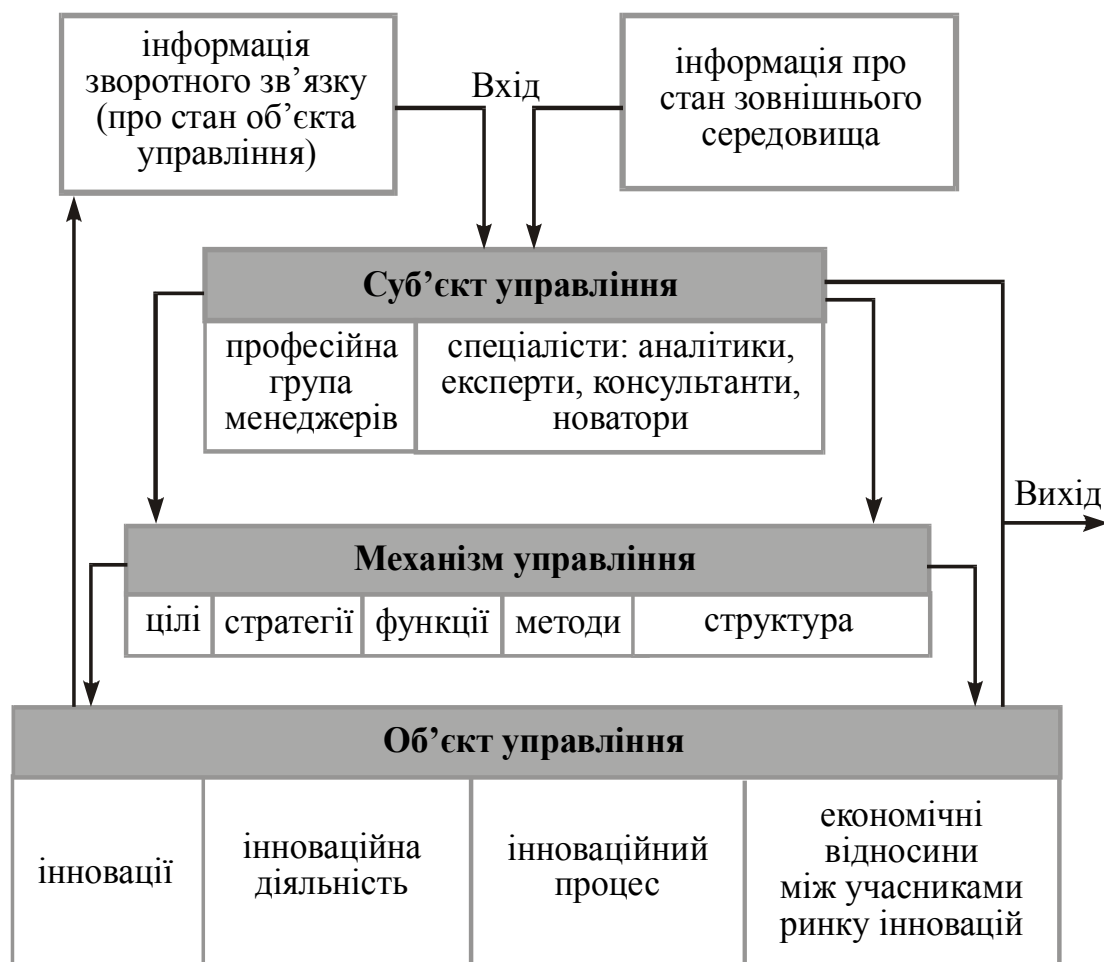 інформація
зворотного зв’язку
(про стан об’єкта
управління)
Вхід
інформація про
стан зовнішнього
середовища
Суб’єкт управління
професійна
група
менеджерів
спеціалісти: аналітики,
експерти, консультанти,
новатори
Вихід
Механізм управління
цілі
стратегії
функції
методи
структура
Об’єкт управління
інновації
інноваційна
діяльність
інноваційний
процес
економічні
відносини
між учасниками
ринку інновацій